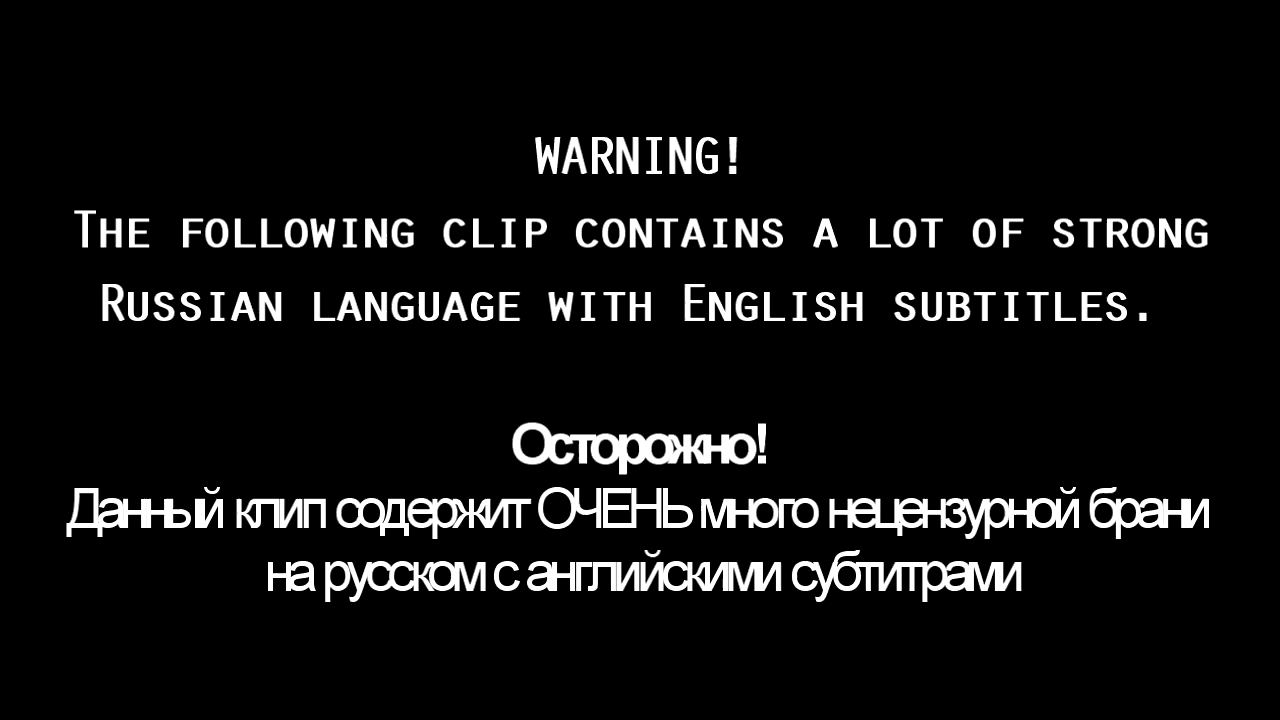 WARNING!
The following clip contains a lot of strong
Russian language with English subtitles.
Осторожно!
Данный клип содержит ОЧЕНЬ много нецензурной брани
на русском с английскими субтитрами